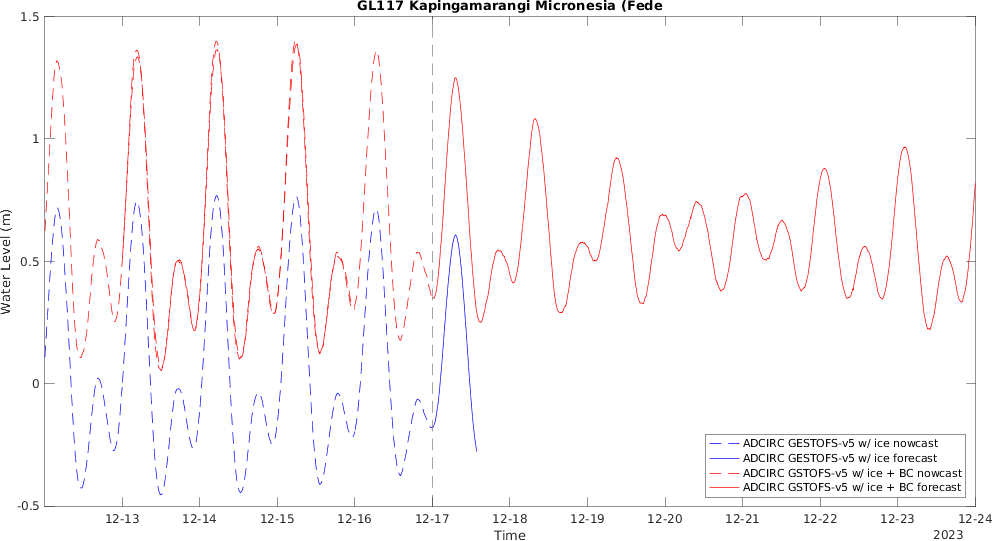 GL117 Kapingamarangi Micronesia (Fede
1.5
1
0.5
0
-0.5
Water Level (m)
12-13 12-14 12-15 12-16 12-17 12-18 12-19 12-20 12-21 12-22 12-23 12-24
Time
2023
ADCIRC GESTOFS-v5 w/ ice nowcast
ADCIRC GESTOFS-v5 w/ ice forecast
ADCIRC GSTOFS-v5 w/ ice + BC nowcast
ADCIRC GSTOFS-v5 w/ ice + BC forecast